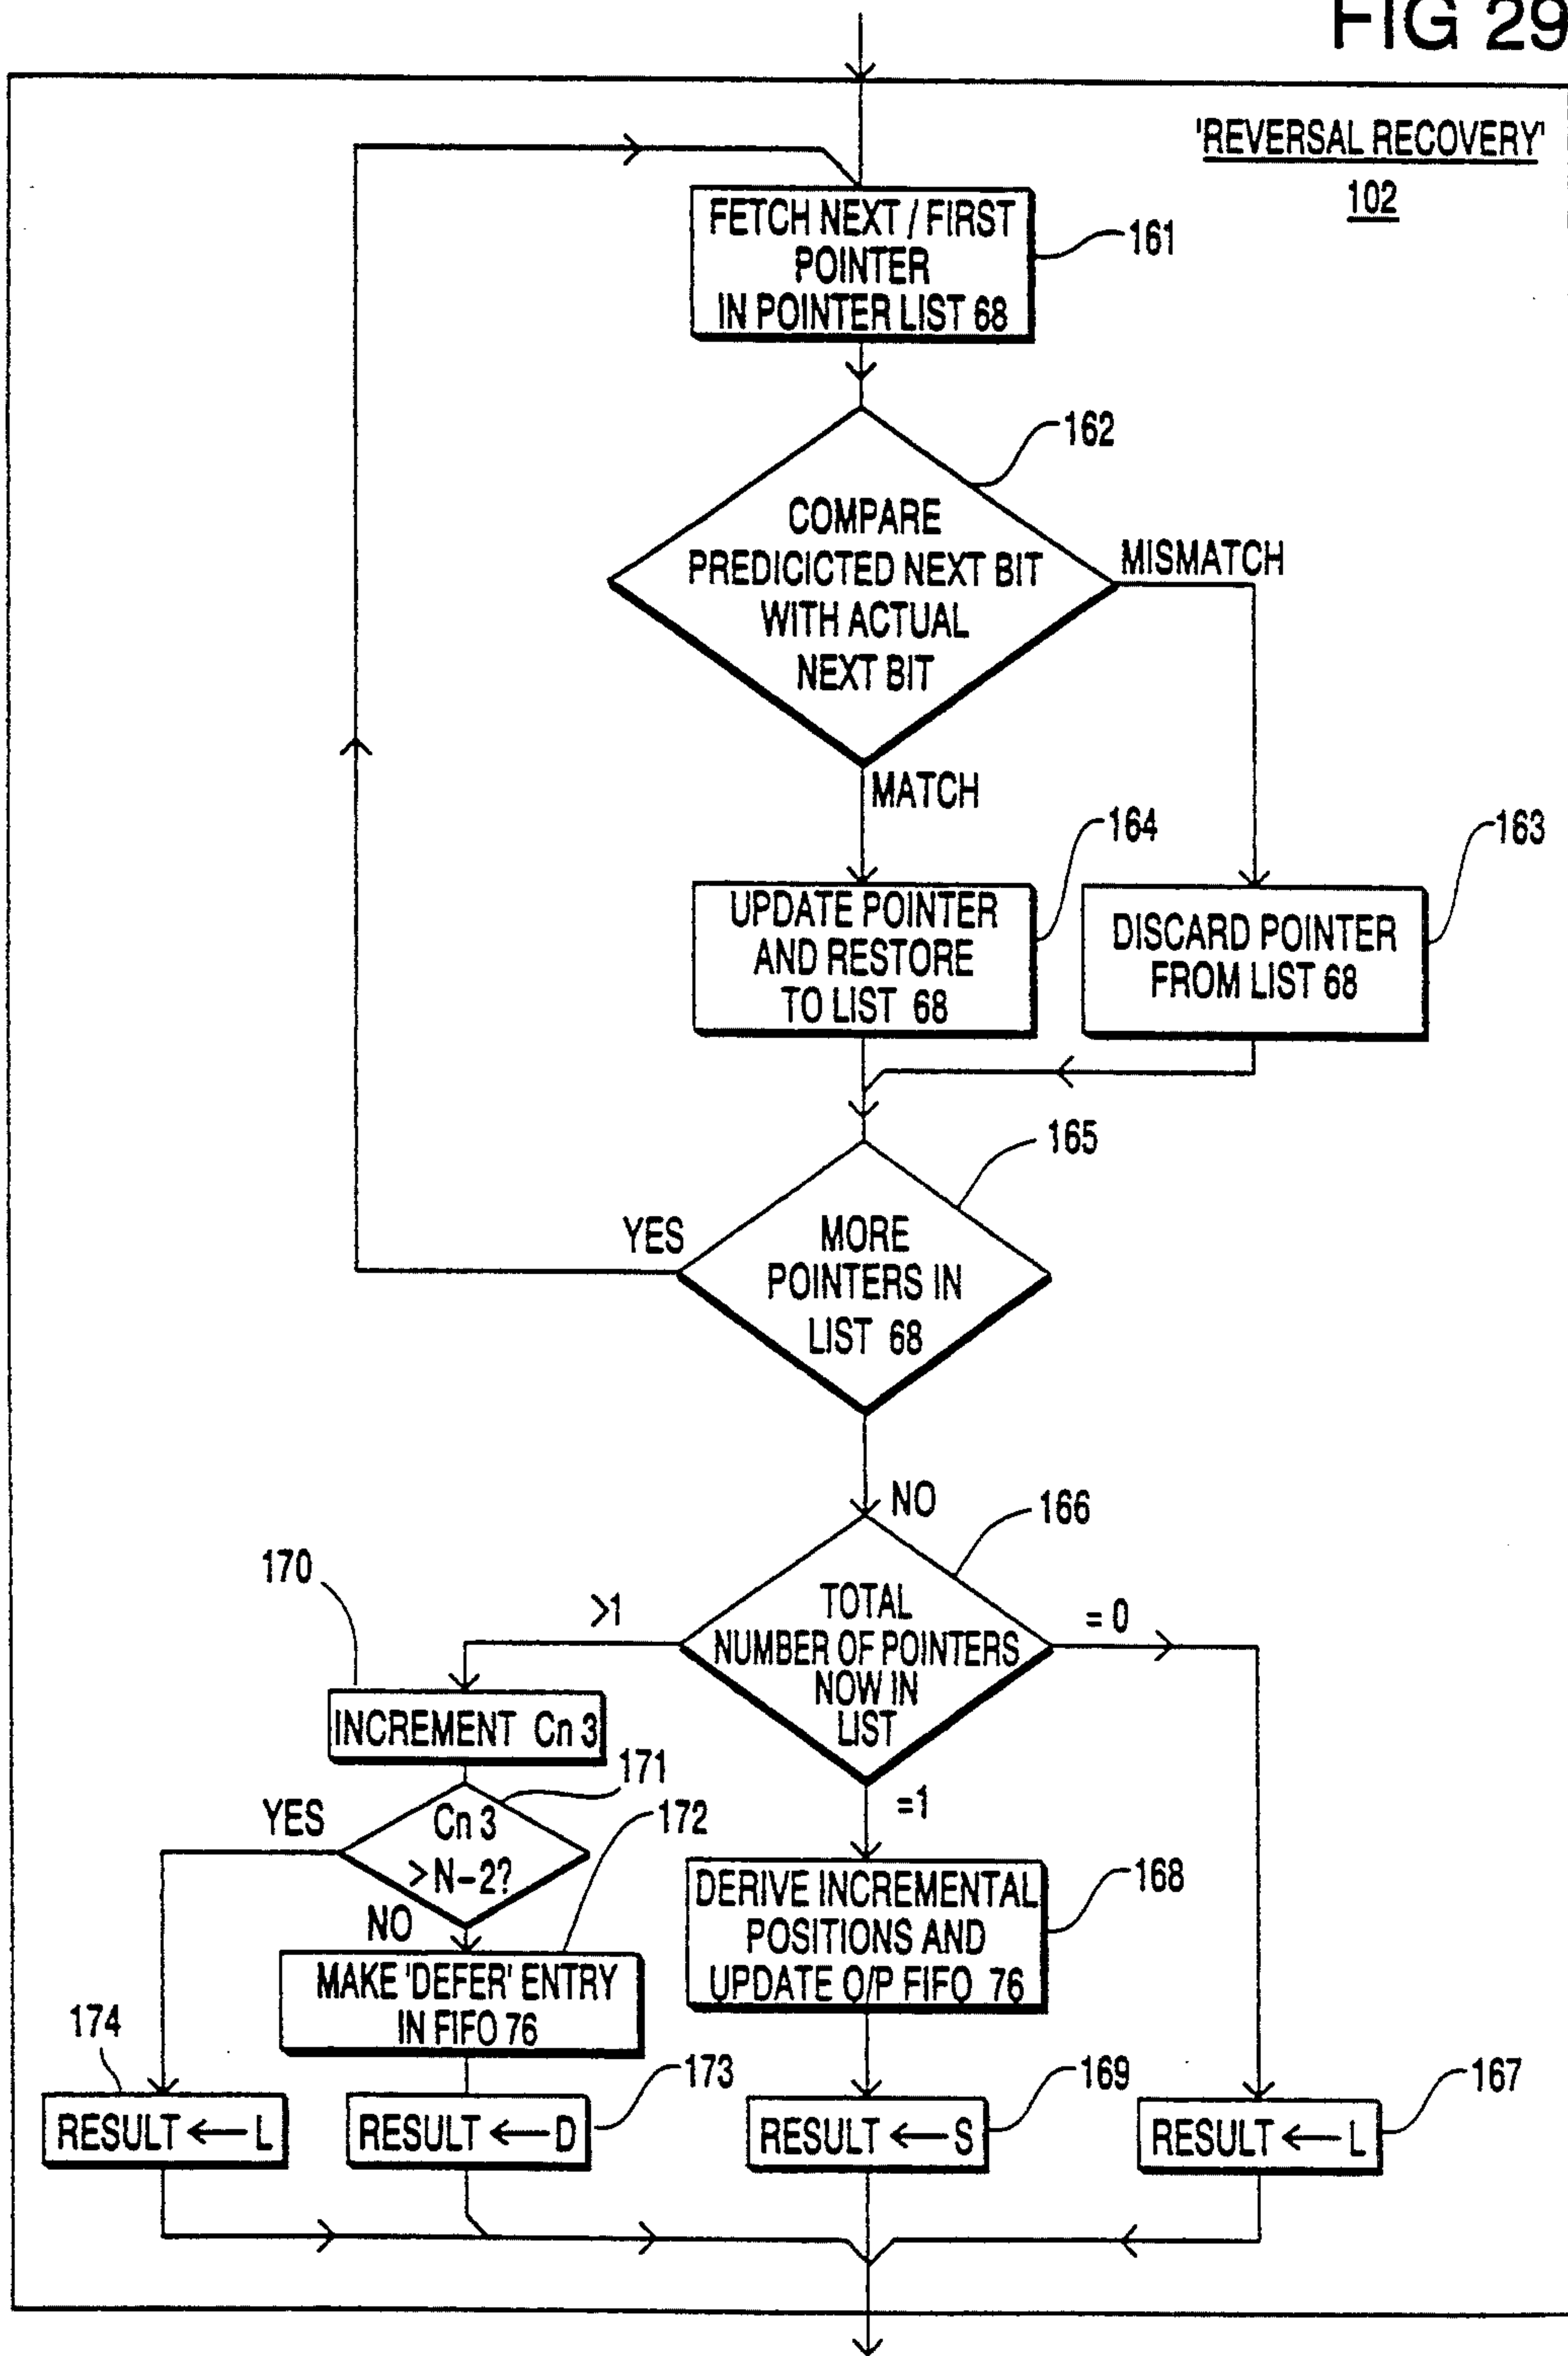 FIG 29
'REVERSAL RECOVERY'
102
FETCH NEXT / FIRST
POINTER
IN POINTER LIST 68
161
162
COMPARE
PREDICICTED NEXT BIT
WITH ACTUAL
NEXT BIT
MISMATCH
MATCH
164
163
UPDATE POINTER
AND RESTORE
TO LIST 68
DISCARD POINTER
FROM LIST 68
165
YES
MORE
POINTERS IN
LIST 68
NO
166
170
>1
TOTAL
NUMBER OF POINTERS
NOW IN
LIST
= 0
INCREMENT Cn 3
171
=1
YES
Cn 3
> N-2?
172
NO
DERIVE INCREMENTAL
POSITIONS AND
UPDATE O/P FIFO 76
168
MAKE 'DEFER' ENTRY
IN FIFO 76
174
173
169
167
RESULT ← L
RESULT ← D
RESULT ← S
RESULT ← L